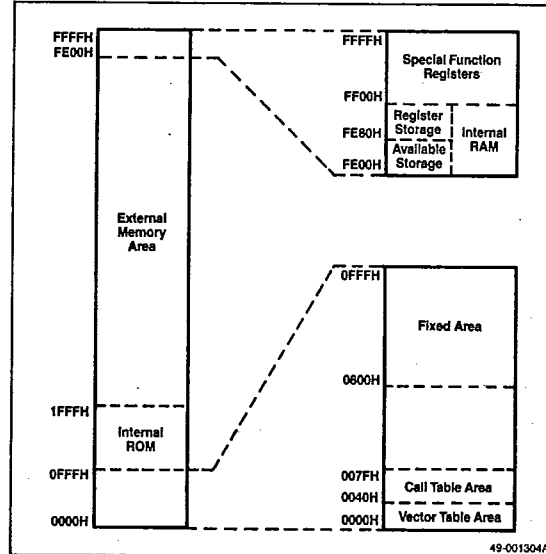 FFFFH
FE00H
External
Memory
Area
1FFFH
Internal
ROM
0FFFH
0000H
FFFFH
Special Function
Registers
FF00H
Register
Storage
Internal
RAM
FE80H
Available
Storage
FE00H
0FFFH
Fixed Area
0600H
007FH
Call Table Area
0040H
Vector Table Area
0000H
49-001304A